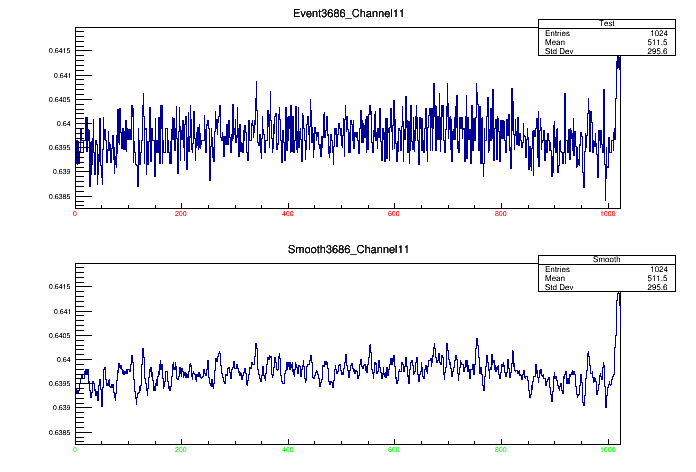 Event3686_Channel11
Test
Entries 1024
Mean 511.5
Std Dev 295.6
0.6415
0.641
0.6405
0.64
0.6395
0.639
0.6385
0 200 400 600 800 1000
Smooth3686_Channel11
Smooth
Entries 1024
Mean 511.5
Std Dev 295.6
0.6415
0.641
0.6405
0.64
0.6395
0.639
0.6385
0 200 400 600 800 1000